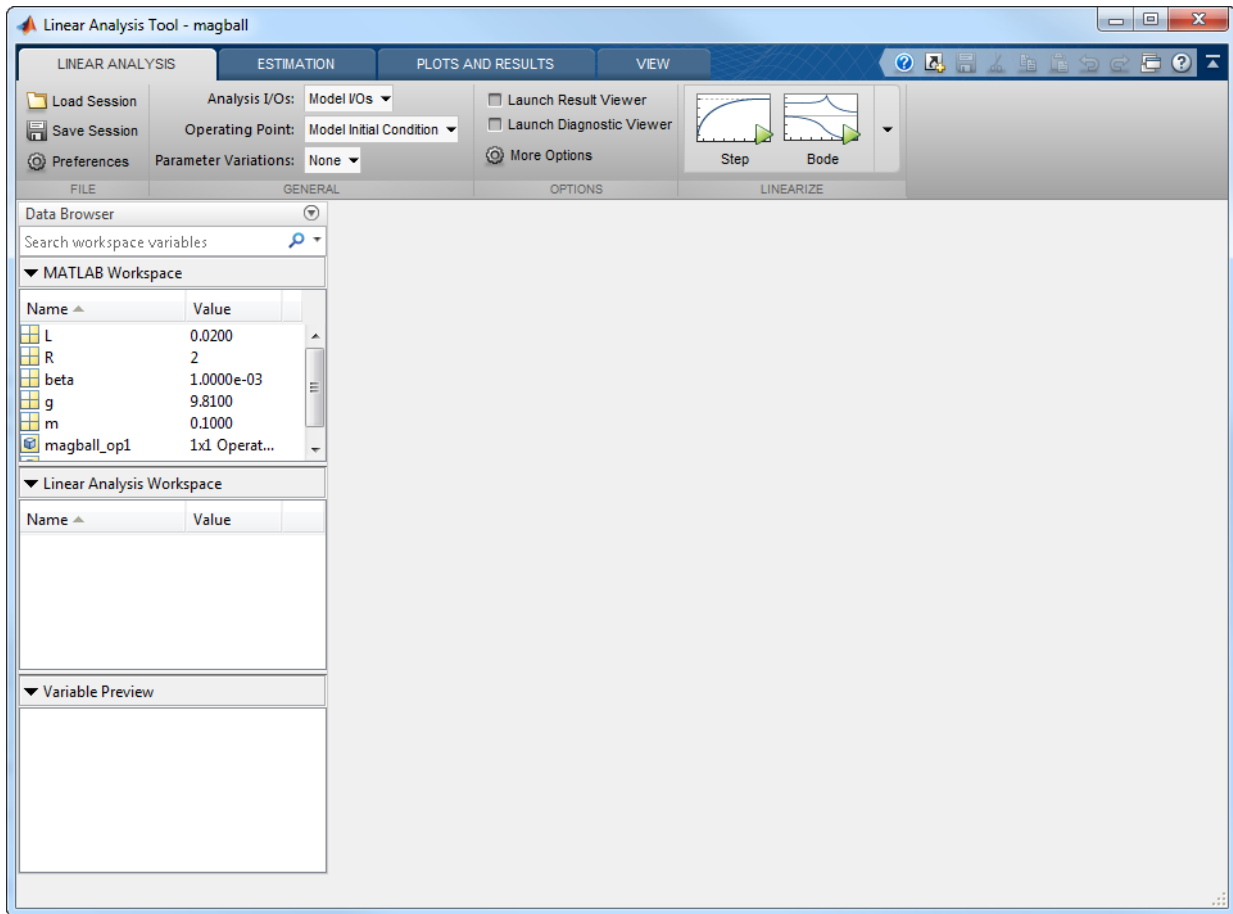 Linear Analysis Tool - magball
LINEAR ANALYSIS ESTIMATION PLOTS AND RESULTS VIEW
Load Session
Save Session
Preferences
FILE
Analysis I/Os: Model I/Os
Operating Point: Model Initial Condition
Parameter Variations: None
GENERAL
Launch Result Viewer
Launch Diagnostic Viewer
More Options
OPTIONS
Step Bode
LINEARIZE
Data Browser
Search workspace variables
MATLAB Workspace
Name Value
L 0.0200
R 2
beta 1.0000e-03
g 9.8100
m 0.1000
magball_op1 1x1 Operat...
Linear Analysis Workspace
Name Value
Variable Preview